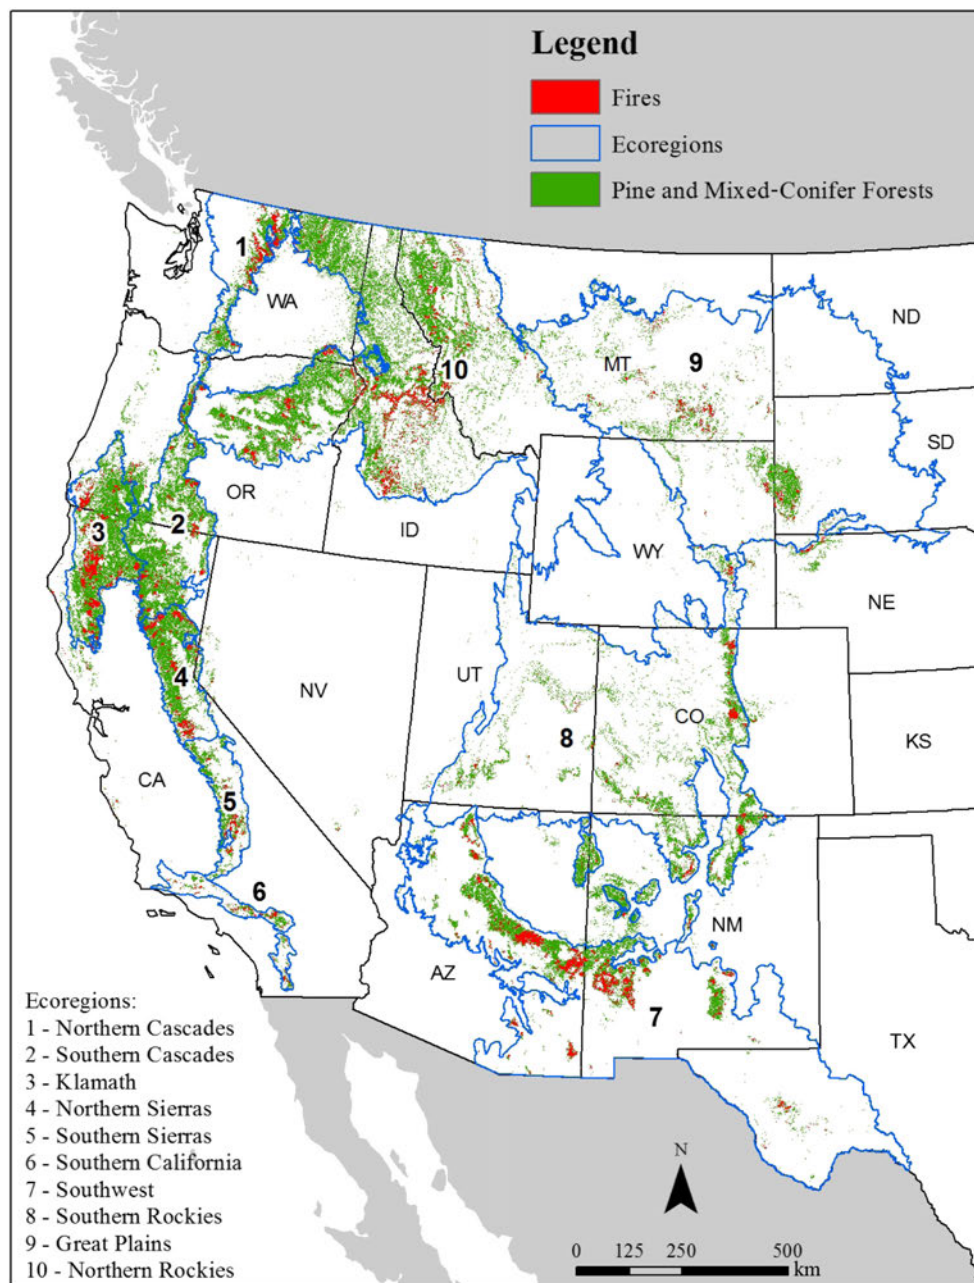 Legend
Fires
Ecoregions
Pine and Mixed-Conifer Forests
1
WA
ND
MT
9
10
SD
OR
2
3
ID
WY
NE
4
NV
UT
CO
8
KS
CA
5
6
NM
AZ
7
TX
Ecoregions:
1 - Northern Cascades
2 - Southern Cascades
3 - Klamath
4 - Northern Sierras
5 - Southern Sierras
6 - Southern California
7 - Southwest
8 - Southern Rockies
9 - Great Plains
10 - Northern Rockies
N
0 125 250 500
km